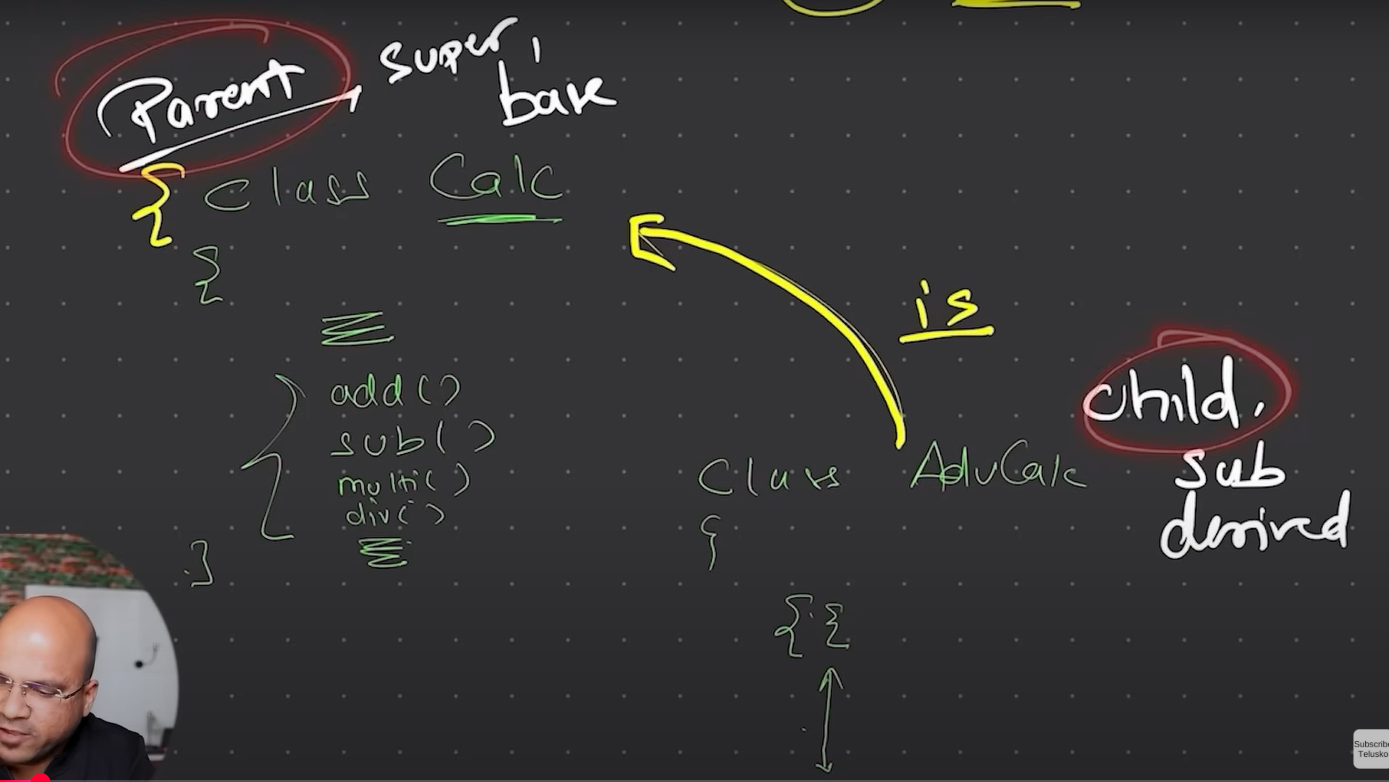 Parent super,
base
{ class Calc
{
add()
sub()
multi()
div()
}
is
child,
sub
derived
Class AdvCalc
{
{
Subscribe
Telusko